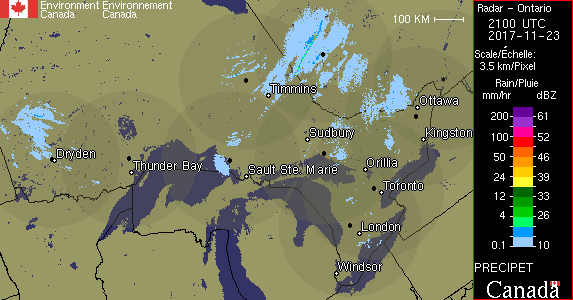 Environment Environnement
Canada Canada
100 KM
Timmins
Ottawa
Sudbury
Kingston
Dryden
Thunder Bay
Sault Ste. Marie
Orillia
Toronto
London
Windsor
Radar - Ontario
2100 UTC
2017-11-23
Scale/Échelle:
3.5 km/Pixel
Rain/Pluie
mm/hr dBZ
200 61
100 52
50 46
24 39
12 33
4 26
0.1 10
PRECIPET
Canada